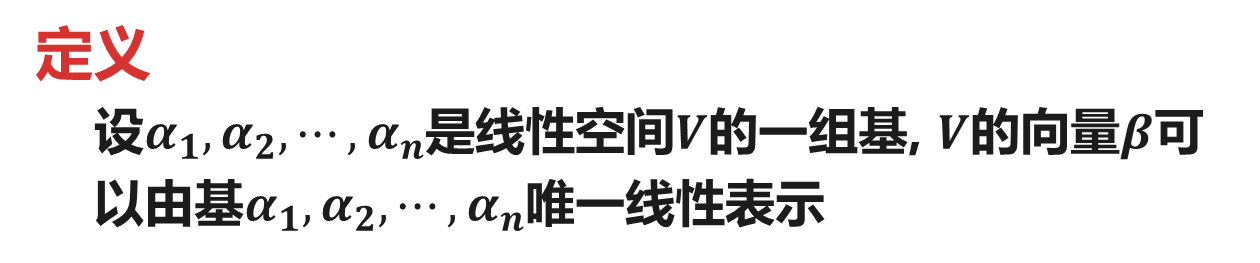 定义
设α₁, α₂, ⋯, αₙ是线性空间V的一组基, V的向量β可
以由基α₁, α₂, ⋯, αₙ唯一线性表示